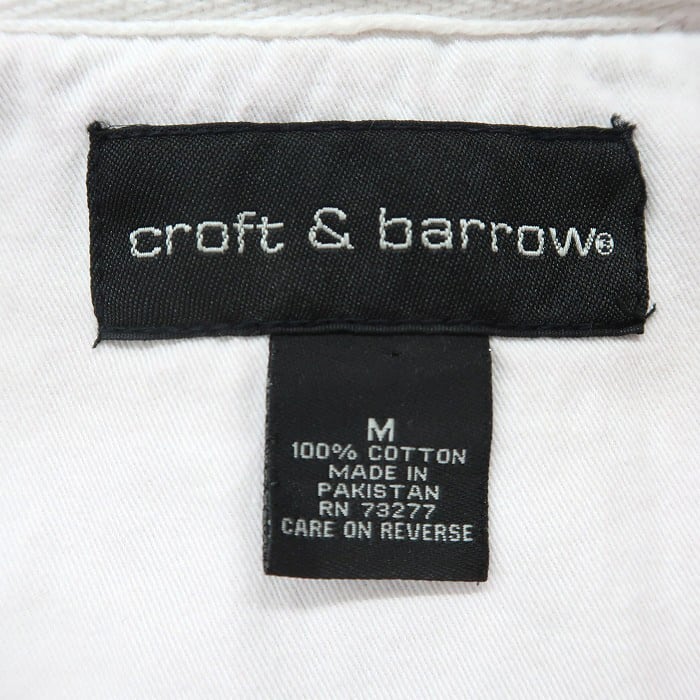 croft & barrow®
M
100% COTTON
MADE IN
PAKISTAN
RN 73277
CARE ON REVERSE